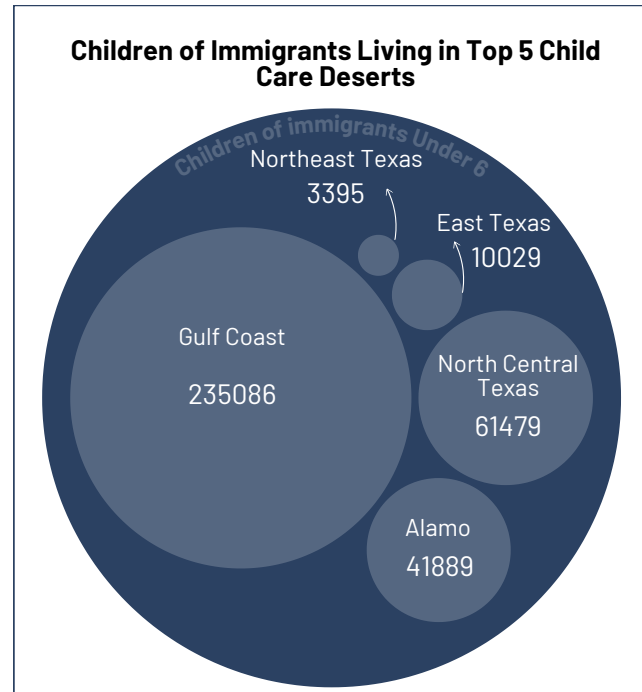 Children of Immigrants Living in Top 5 Child
Care Deserts
Children of immigrants Under 6
Northeast Texas
3395
East Texas
10029
Gulf Coast
235086
North Central
Texas
61479
Alamo
41889